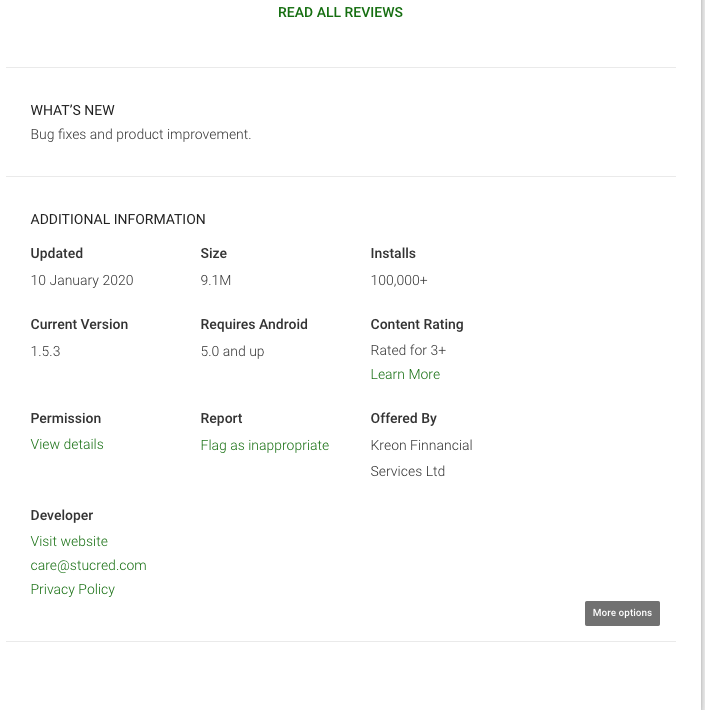 READ ALL REVIEWS
WHAT'S NEW
Bug fixes and product improvement.
ADDITIONAL INFORMATION
Updated
10 January 2020
Size
9.1M
Installs
100,000+
Current Version
1.5.3
Requires Android
5.0 and up
Content Rating
Rated for 3+
Learn More
Permission
View details
Report
Flag as inappropriate
Offered By
Kreon Finnancial
Services Ltd
Developer
Visit website
care@stucred.com
Privacy Policy
More options